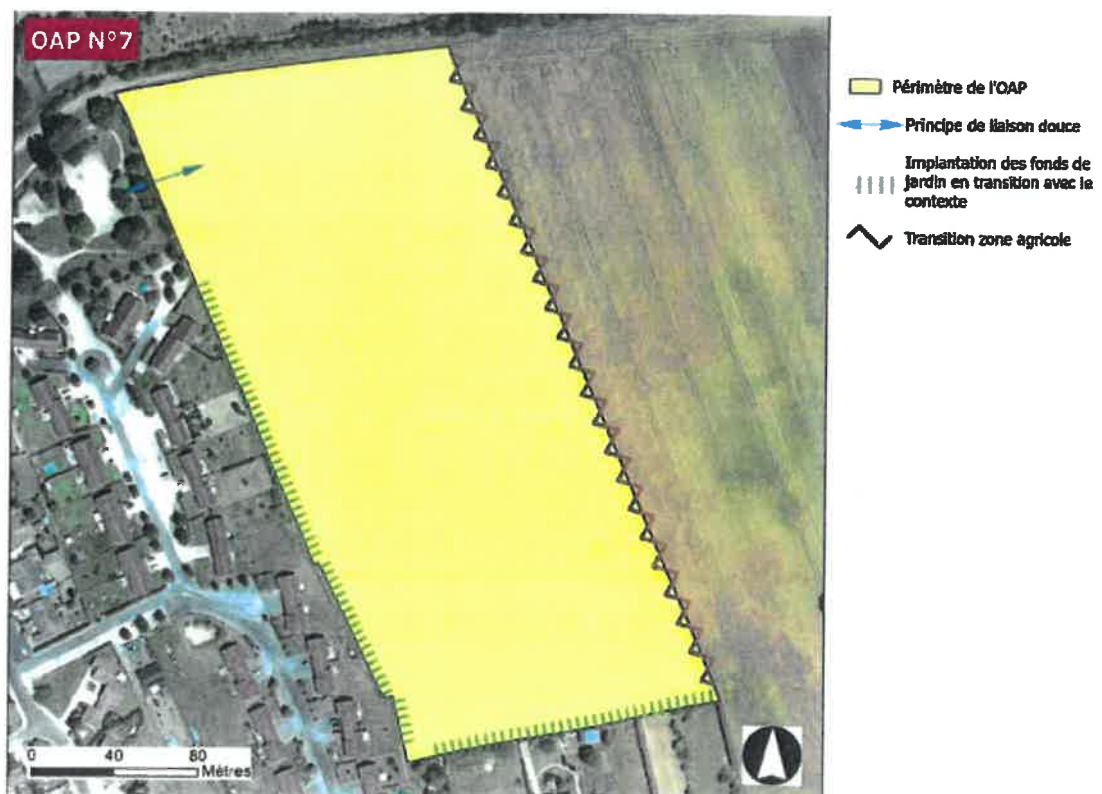 OAP N°7
Périmètre de l'OAP
Principe de liaison douce
Implantation des fonds de
jardin en transition avec le
contexte
Transition zone agricole
0 40 80
Mètres